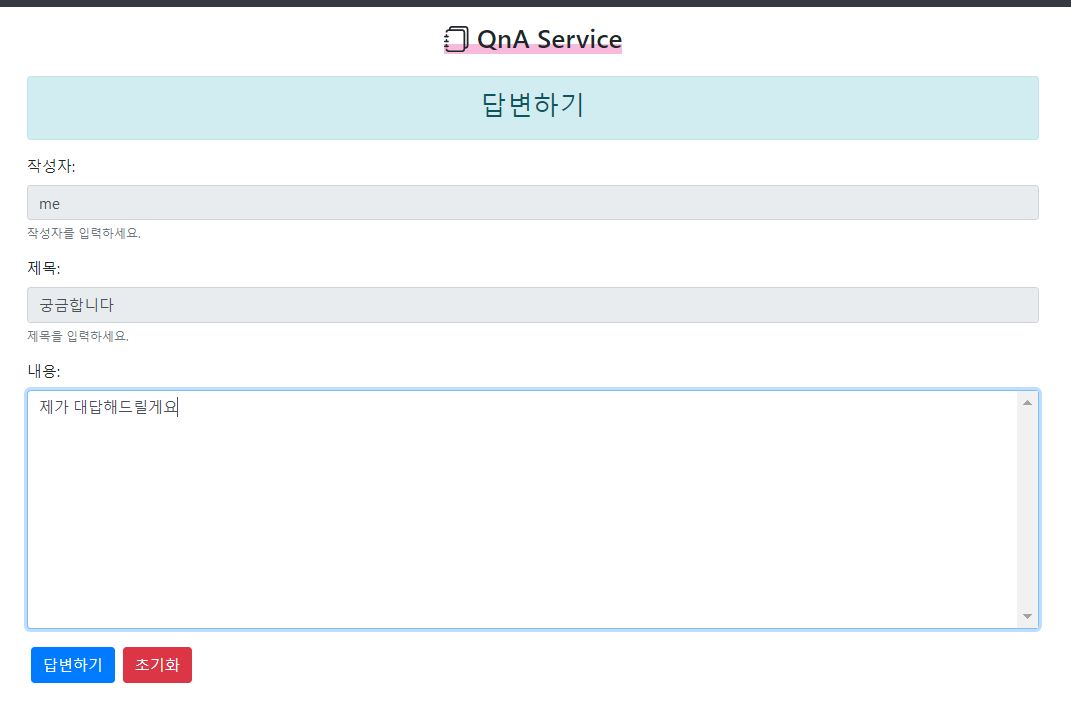 QnA Service
답변하기
작성자:
me
작성자를 입력하세요.
제목:
궁금합니다
제목을 입력하세요.
내용:
제가 대답해드릴게요
답변하기 초기화